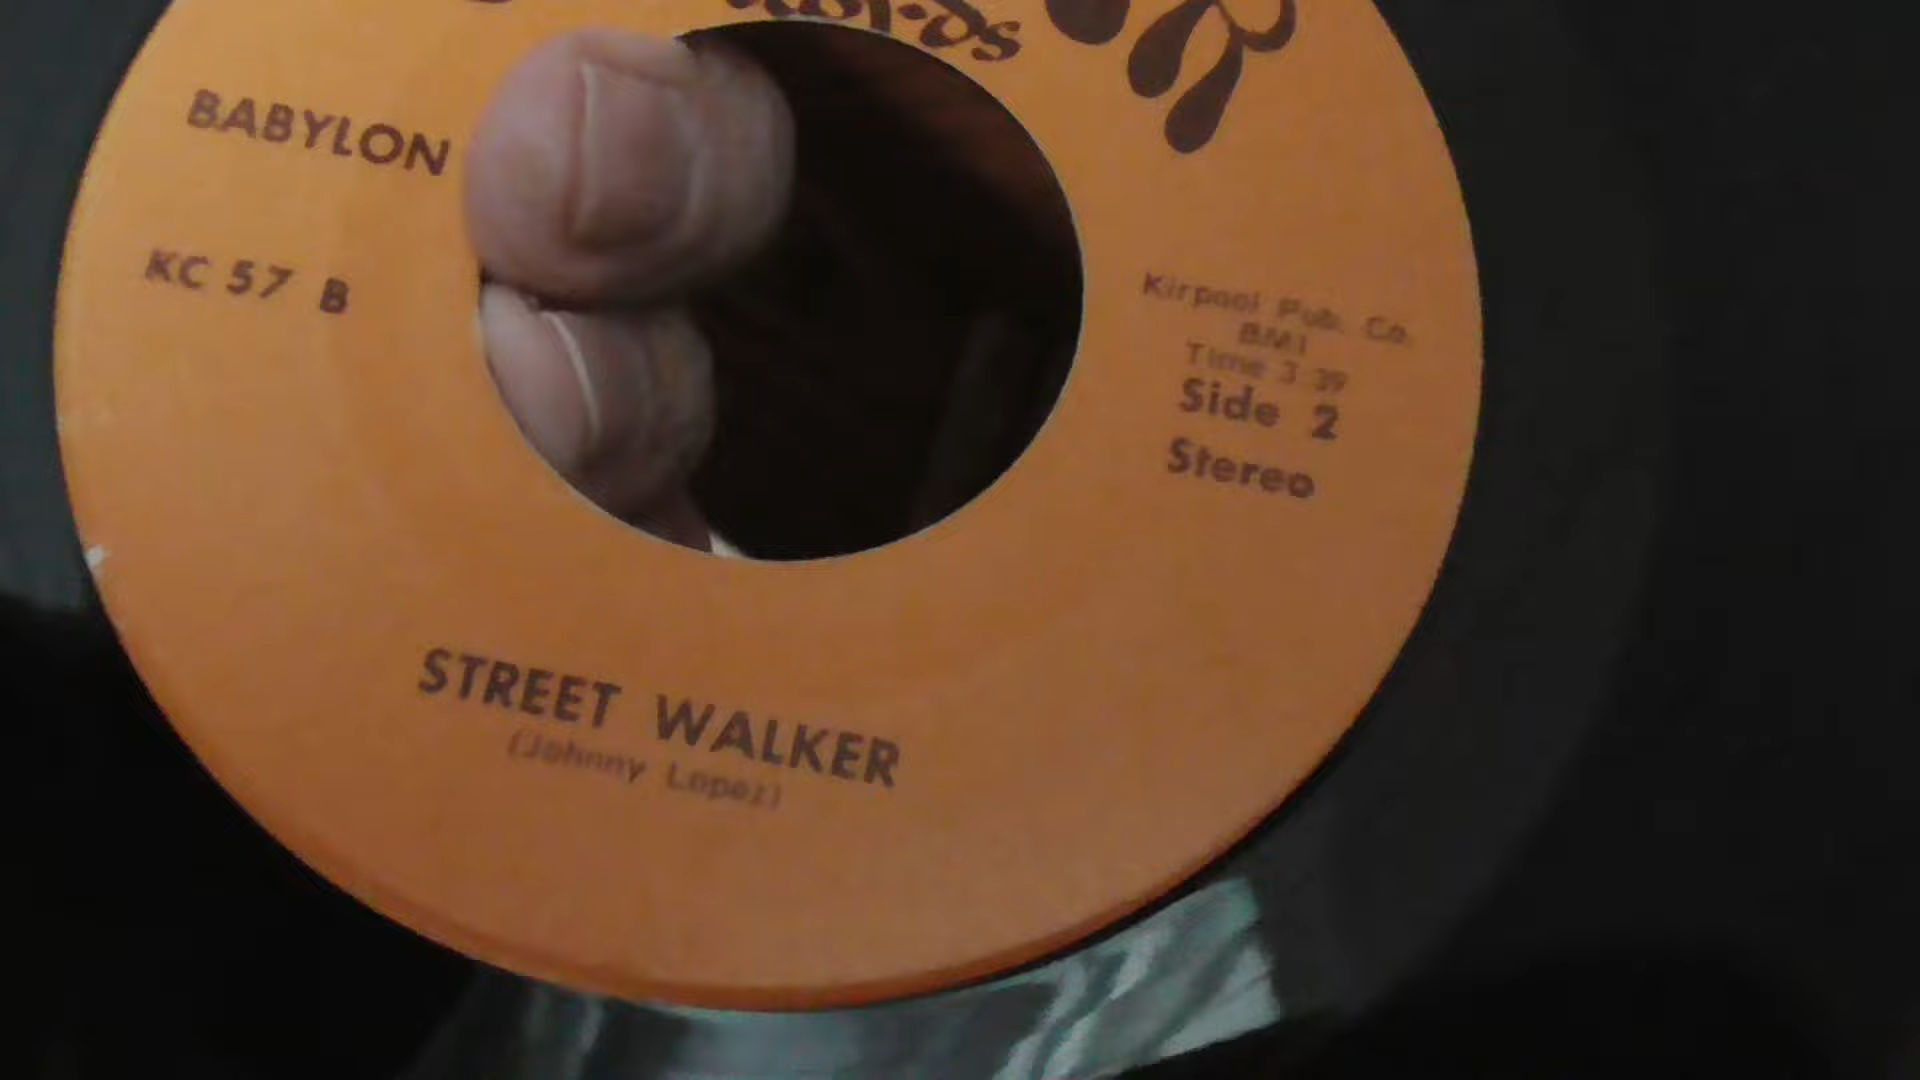 BABYLON
KC 57 B
Kirpool Pub. Co.
BMI
Time 3:39
Side 2
Stereo
STREET WALKER
(Johnny Lopez)